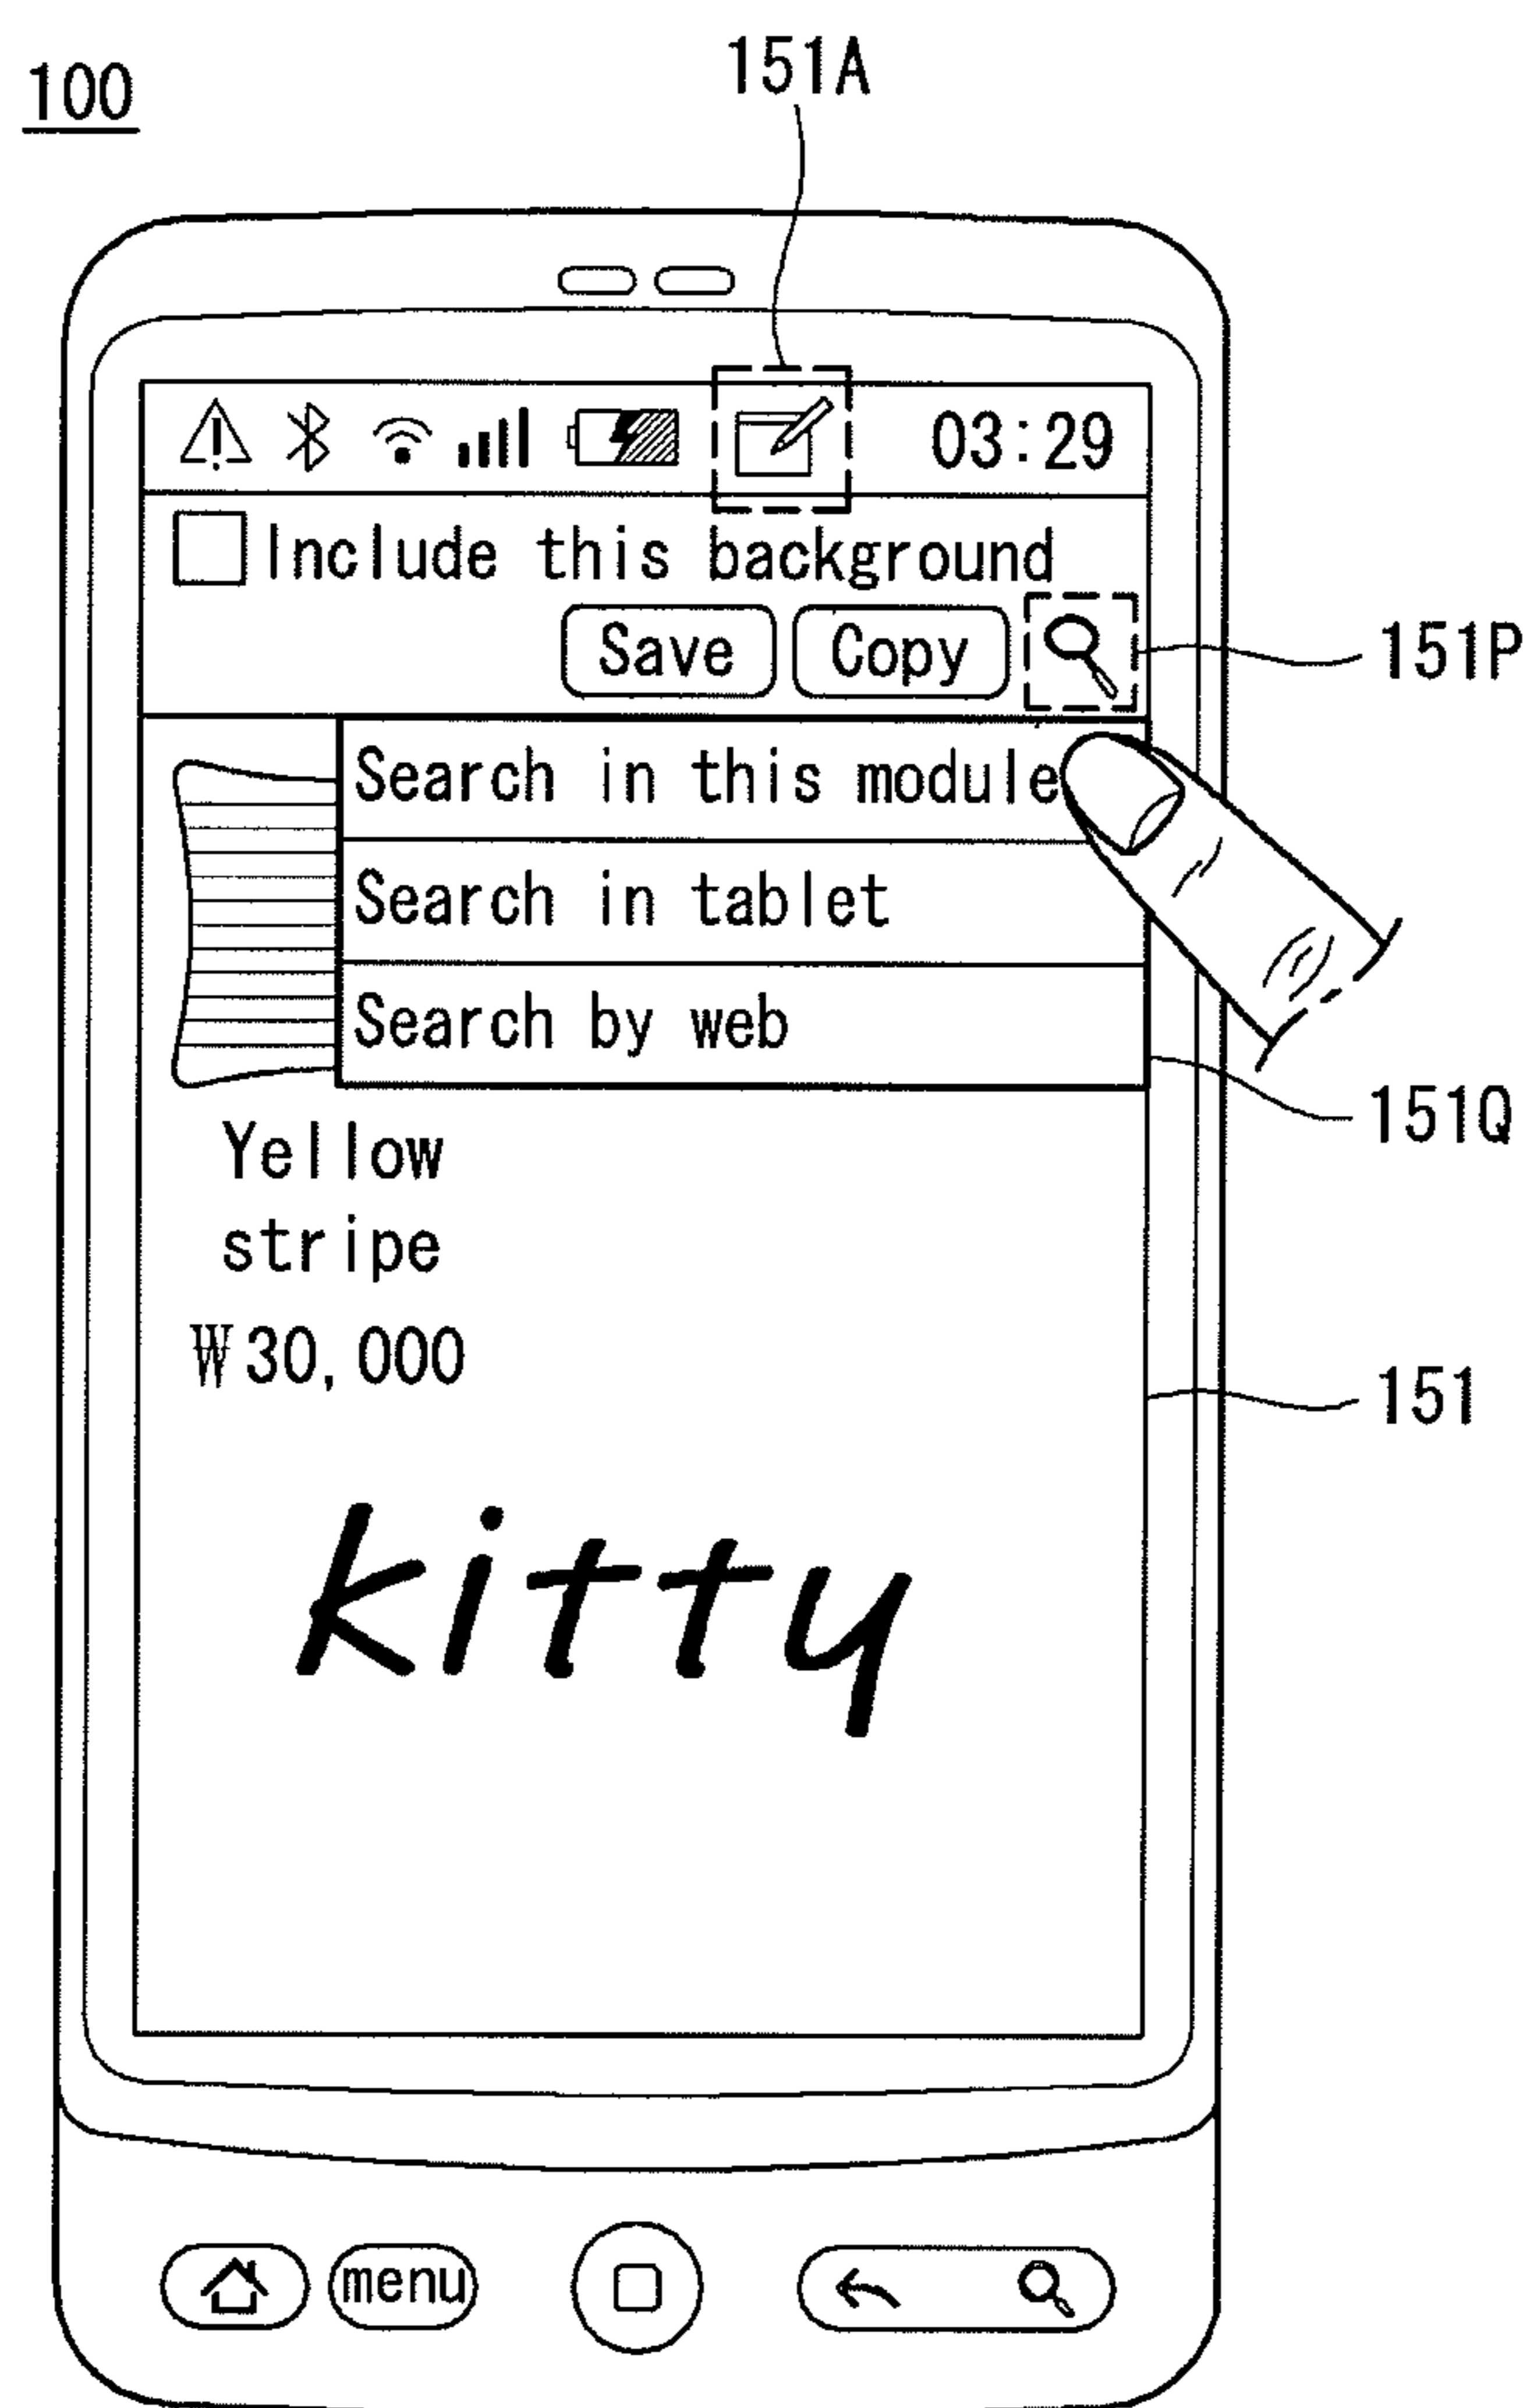 151A
100
03:29
Include this background
Save Copy
151P
Search in this module
Search in tablet
Search by web
151Q
Yellow
stripe
₩30,000
151
kitty
menu